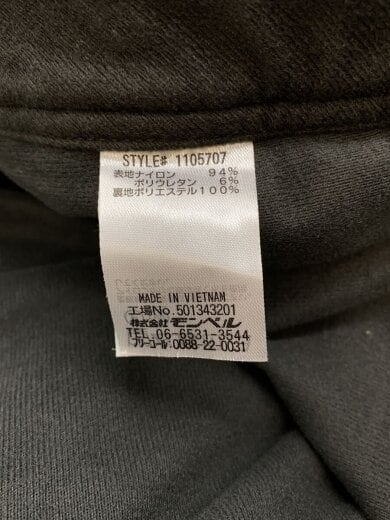 STYLE# 1105707
表地ナイロン 94%
ポリウレタン 6%
裏地ポリエステル100%
MADE IN VIETNAM
工場No.501343201
株式会社 モンベル
TEL.06-6531-3544
フリーコール:0088-22-0031